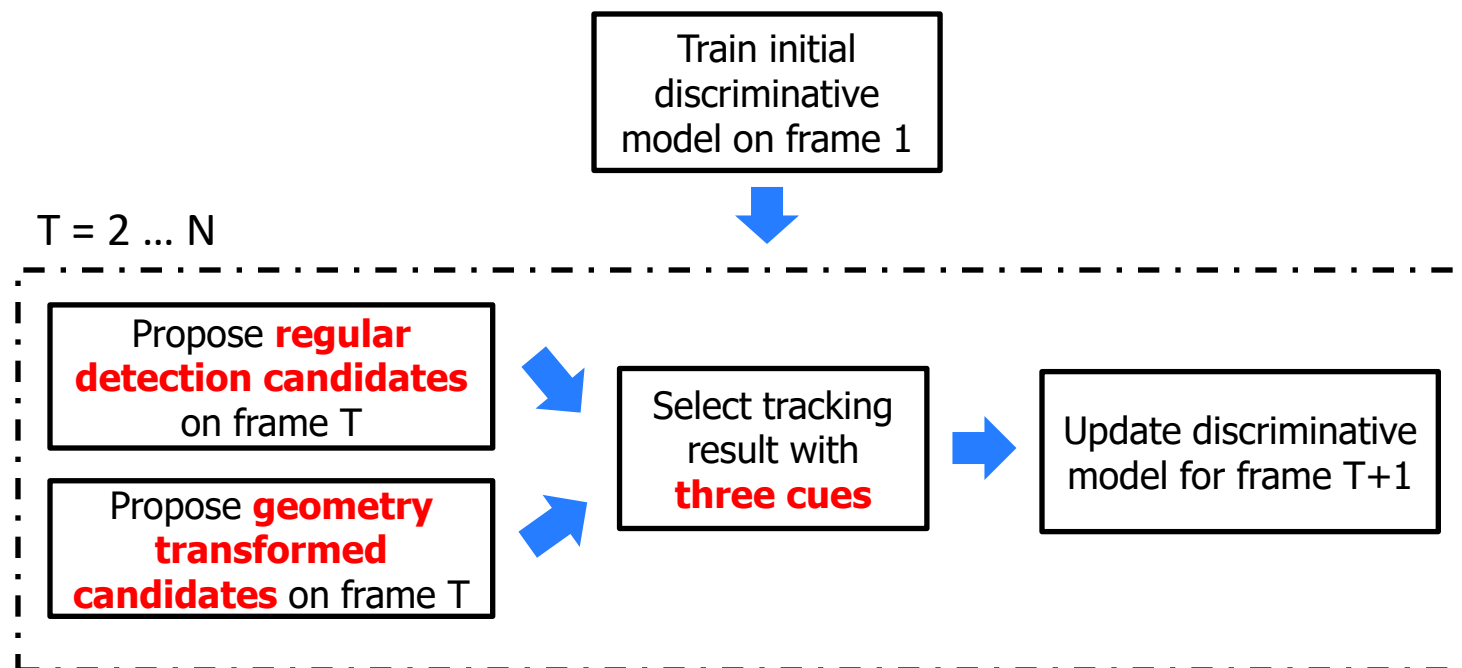 Train initial
discriminative
model on frame 1
T = 2 ... N
Propose regular
detection candidates
on frame T
Propose geometry
transformed
candidates on frame T
Select tracking
result with
three cues
Update discriminative
model for frame T+1